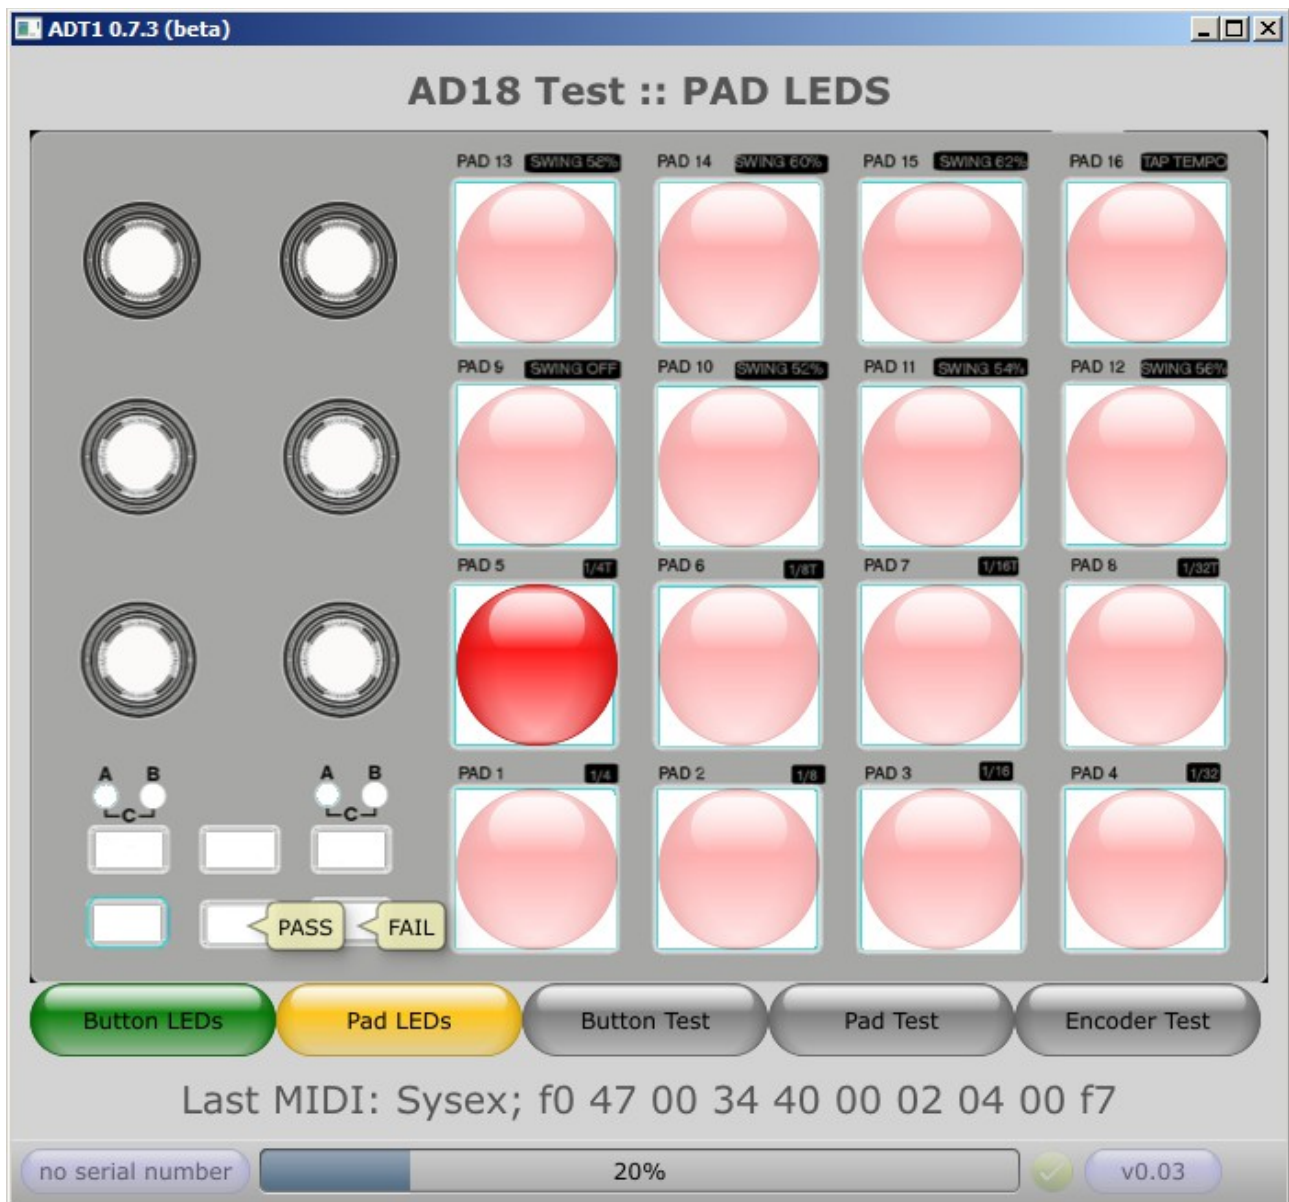 ADT1 0.7.3 (beta)
AD18 Test :: PAD LEDS
PAD 13 SWING 58% PAD 14 SWING 60% PAD 15 SWING 62% PAD 16 TAP TEMPO
PAD 9 SWING OFF PAD 10 SWING 52% PAD 11 SWING 54% PAD 12 SWING 56%
PAD 5 1/4T PAD 6 1/8T PAD 7 1/16T PAD 8 1/32T
A B A B PAD 1 1/4 PAD 2 1/8 PAD 3 1/16 PAD 4 1/32
C C
PASS FAIL
Button LEDs Pad LEDs Button Test Pad Test Encoder Test
Last MIDI: Sysex; f0 47 00 34 40 00 02 04 00 f7
no serial number 20% v0.03